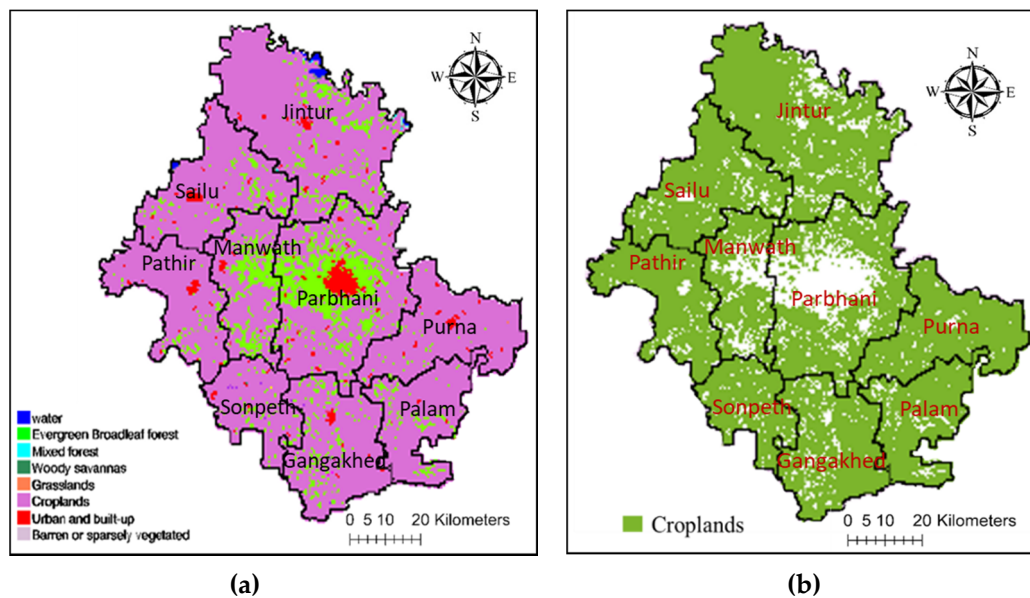 N
W E
S
Jintur
Sailu
Manwath
Pathir
Parbhani
Purna
Sonpeth
Palam
Gangakhed
water
Evergreen Broadleaf forest
Mixed forest
Woody savannas
Grasslands
Croplands
Urban and built-up
Barren or sparsely vegetated
0 5 10 20 Kilometers
(a)
N
W E
S
Jintur
Sailu
Manwath
Pathir
Parbhani
Purna
Sonpeth
Palam
Gangakhed
Croplands
0 5 10 20 Kilometers
(b)